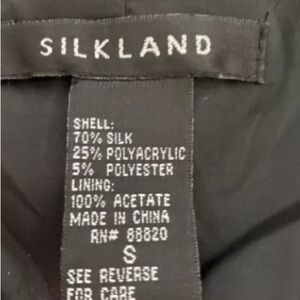 SILKLAND
SHELL:
70% SILK
25% POLYACRYLIC
5% POLYESTER
LINING:
100% ACETATE
MADE IN CHINA
RN# 88820
S
SEE REVERSE
FOR CARE